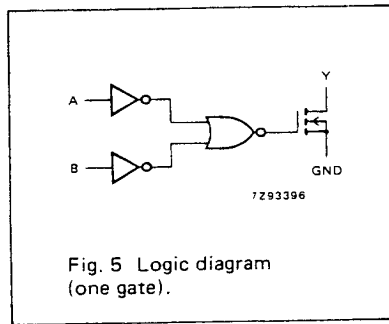 A
B
Y
GND
7Z93396
Fig. 5 Logic diagram
(one gate).